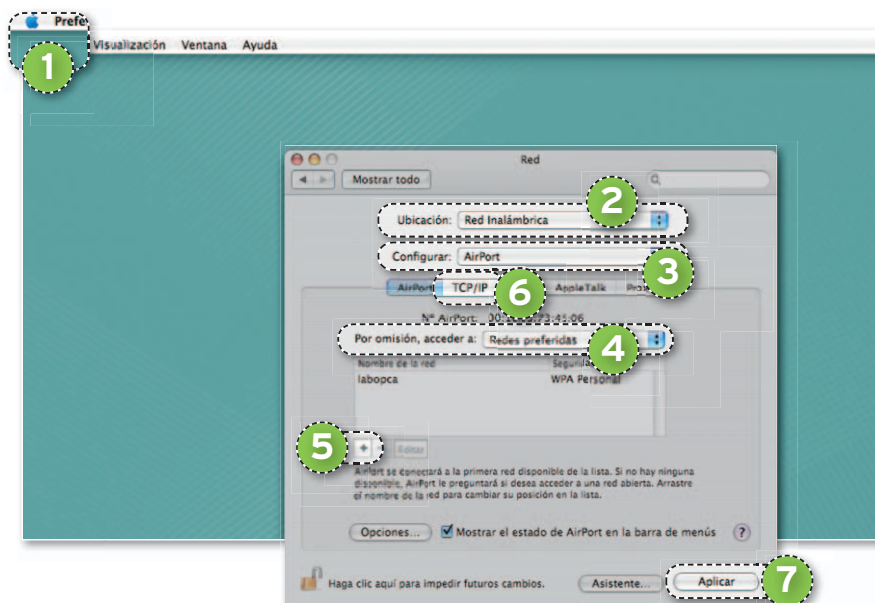 Visualización Ventana Ayuda
1
Red
Mostrar todo
2
Ubicación: Red Inalámbrica
Configurar: AirPort
3
AirPort TCP/IP AppleTalk
6
Nº AirPort:
Por omisión, acceder a: Redes preferidas
4
Nombre de la red
labopca WPA Personal
5
+ Editar
AirPort se conectará a la primera red disponible de la lista. Si no hay ninguna
disponible, AirPort le preguntará si desea acceder a una red abierta. Arrastre
el nombre de la red para cambiar su posición en la lista.
Opciones... Mostrar el estado de AirPort en la barra de menús ?
Haga clic aquí para impedir futuros cambios. Asistente... Aplicar
7